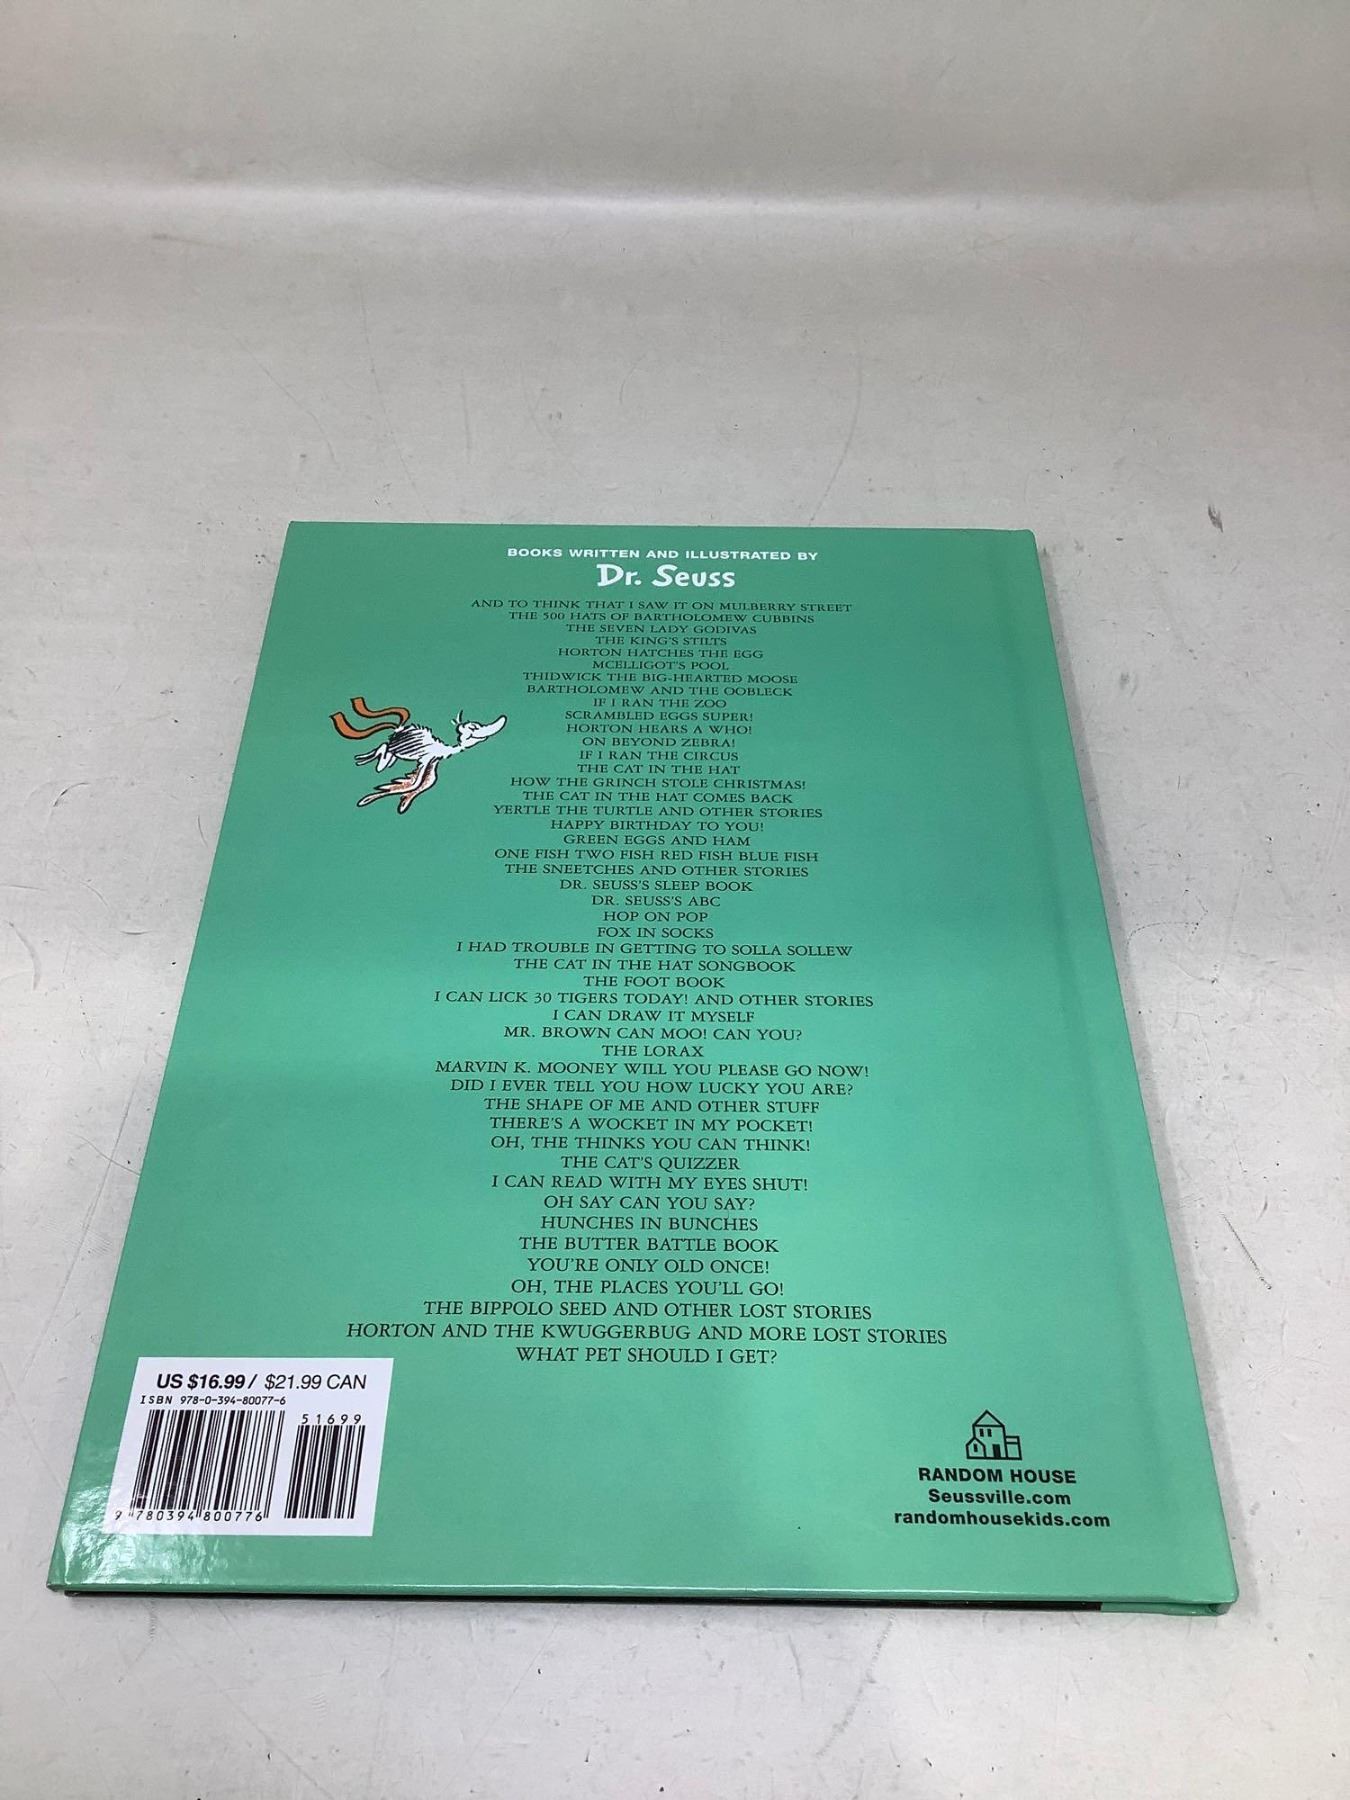 BOOKS WRITTEN AND ILLUSTRATED BY
Dr. Seuss
AND TO THINK THAT I SAW IT ON MULBERRY STREET
THE 500 HATS OF BARTHOLOMEW CUBBINS
THE SEVEN LADY GODIVAS
THE KING'S STILTS
HORTON HATCHES THE EGG
MCELLIGOT'S POOL
THIDWICK THE BIG-HEARTED MOOSE
BARTHOLOMEW AND THE OOBLECK
IF I RAN THE ZOO
SCRAMBLED EGGS SUPER!
HORTON HEARS A WHO!
ON BEYOND ZEBRA!
IF I RAN THE CIRCUS
THE CAT IN THE HAT
HOW THE GRINCH STOLE CHRISTMAS!
THE CAT IN THE HAT COMES BACK
YERTLE THE TURTLE AND OTHER STORIES
HAPPY BIRTHDAY TO YOU!
GREEN EGGS AND HAM
ONE FISH TWO FISH RED FISH BLUE FISH
THE SNEETCHES AND OTHER STORIES
DR. SEUSS'S SLEEP BOOK
DR. SEUSS'S ABC
HOP ON POP
FOX IN SOCKS
I HAD TROUBLE IN GETTING TO SOLLA SOLLEW
THE CAT IN THE HAT SONGBOOK
THE FOOT BOOK
I CAN LICK 30 TIGERS TODAY! AND OTHER STORIES
I CAN DRAW IT MYSELF
MR. BROWN CAN MOO! CAN YOU?
THE LORAX
MARVIN K. MOONEY WILL YOU PLEASE GO NOW!
DID I EVER TELL YOU HOW LUCKY YOU ARE?
THE SHAPE OF ME AND OTHER STUFF
THERE'S A WOCKET IN MY POCKET!
OH, THE THINKS YOU CAN THINK!
THE CAT'S QUIZZER
I CAN READ WITH MY EYES SHUT!
OH SAY CAN YOU SAY?
HUNCHES IN BUNCHES
THE BUTTER BATTLE BOOK
YOU'RE ONLY OLD ONCE!
OH, THE PLACES YOU'LL GO!
THE BIPPOLO SEED AND OTHER LOST STORIES
HORTON AND THE KWUGGERBUG AND MORE LOST STORIES
WHAT PET SHOULD I GET?
US $16.99 / $21.99 CAN
ISBN 978-0-394-80077-6
51699
9 780394 800776
RANDOM HOUSE
Seussville.com
randomhousekids.com